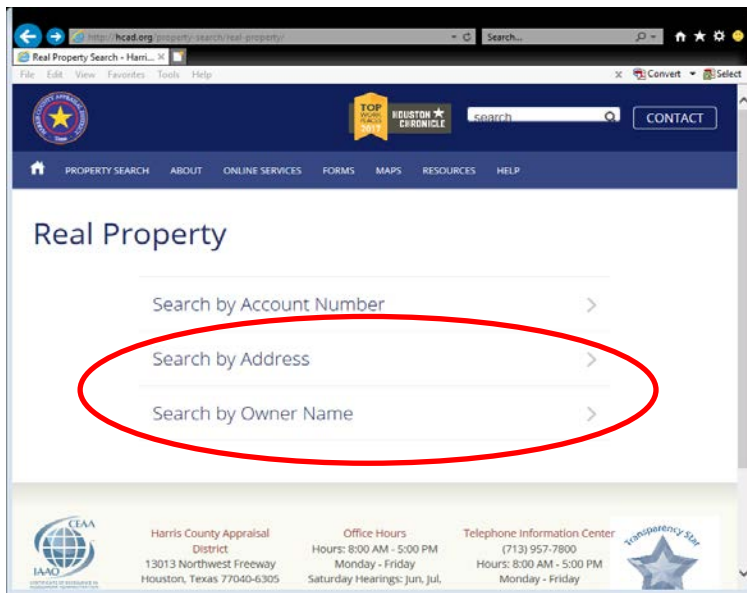 http://hcad.org/property-search/real-property/ Search...
Real Property Search - Harri...
File Edit View Favorites Tools Help x Convert Select
TOP
WORK
PLACES
2017
HOUSTON
CHRONICLE
search
CONTACT
PROPERTY SEARCH ABOUT ONLINE SERVICES FORMS MAPS RESOURCES HELP
Real Property
Search by Account Number
Search by Address
Search by Owner Name
CEAA
IAAO
Harris County Appraisal
District
13013 Northwest Freeway
Houston, Texas 77040-6305
Office Hours
Hours: 8:00 AM - 5:00 PM
Monday - Friday
Saturday Hearings: Jun, Jul,
Telephone Information Center
(713) 957-7800
Hours: 8:00 AM - 5:00 PM
Monday - Friday
Transparency Star